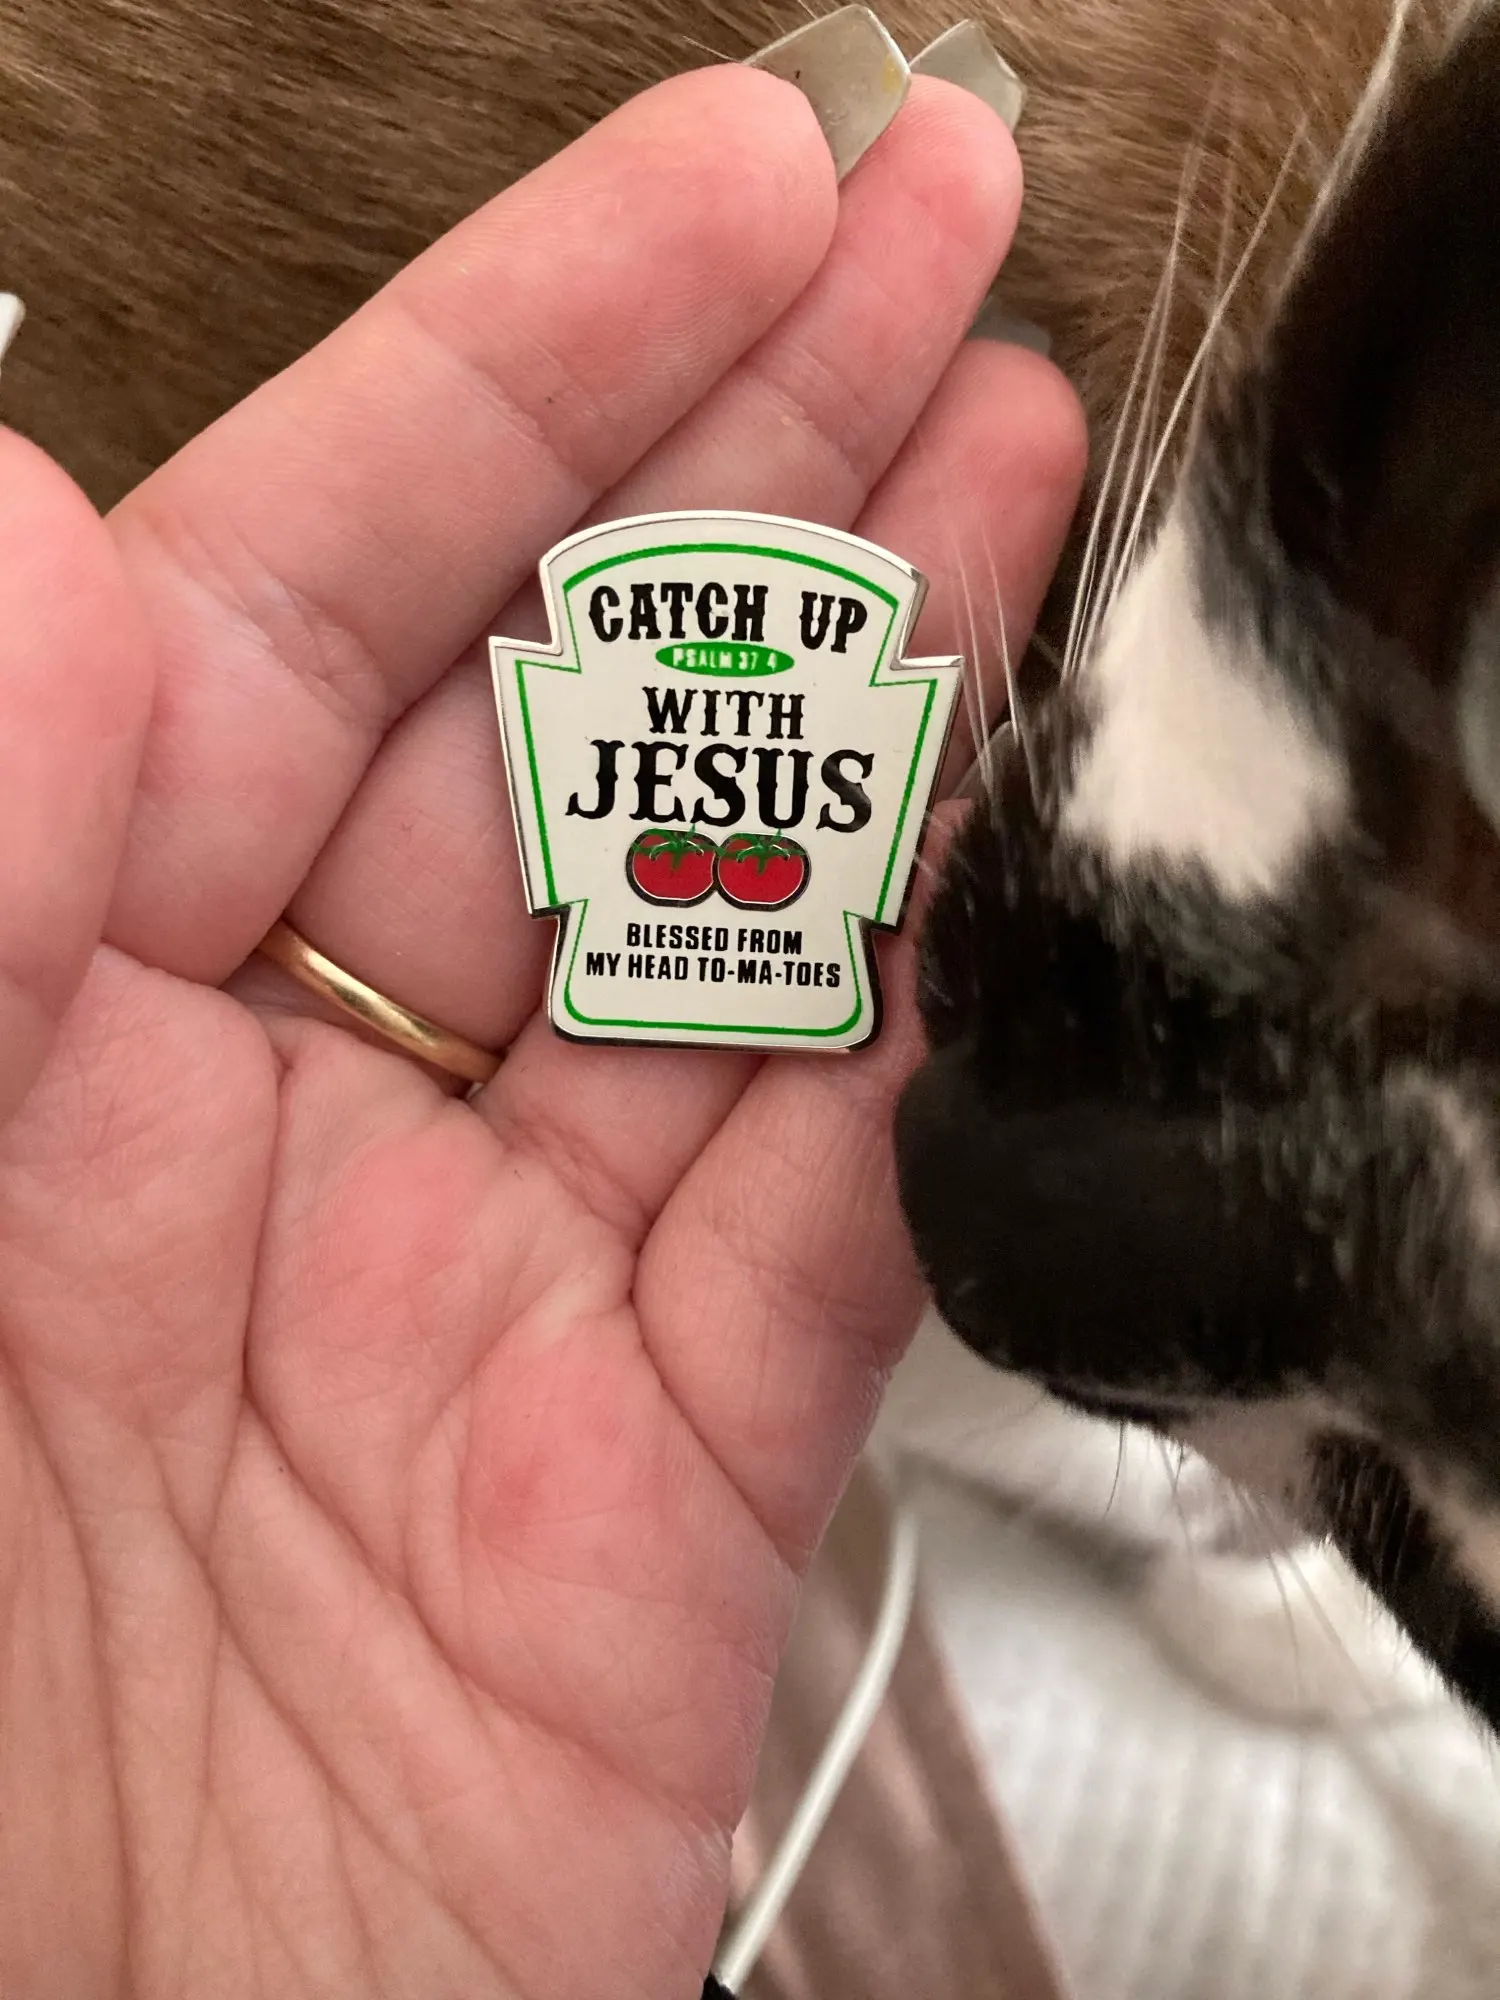 CATCH UP
PSALM 37 4
WITH
JESUS
BLESSED FROM
MY HEAD TO-MA-TOES